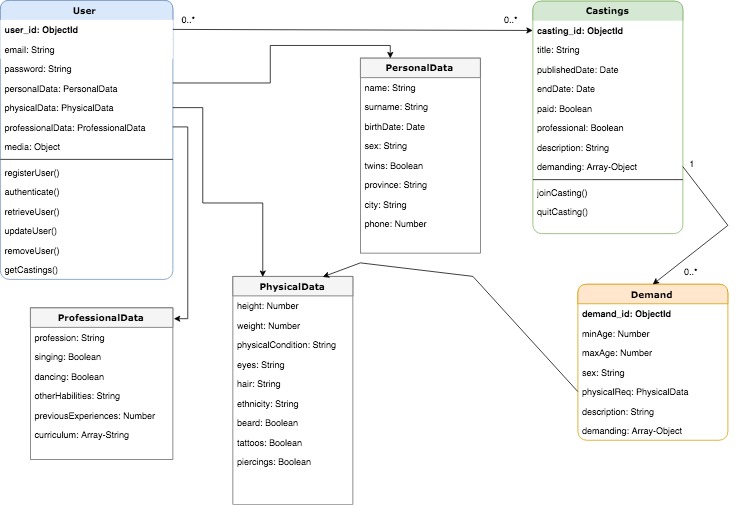 User
user_id: ObjectId
email: String
password: String
personalData: PersonalData
physicalData: PhysicalData
professionalData: ProfessionalData
media: Object
registerUser()
authenticate()
retrieveUser()
updateUser()
removeUser()
getCastings()
0..*
0..*
Castings
casting_id: ObjectId
title: String
publishedDate: Date
endDate: Date
paid: Boolean
professional: Boolean
description: String
demanding: Array-Object
joinCasting()
quitCasting()
PersonalData
name: String
surname: String
birthDate: Date
sex: String
twins: Boolean
province: String
city: String
phone: Number
1
0..*
PhysicalData
height: Number
weight: Number
physicalCondition: String
eyes: String
hair: String
ethnicity: String
beard: Boolean
tattoos: Boolean
piercings: Boolean
Demand
demand_id: ObjectId
minAge: Number
maxAge: Number
sex: String
physicalReq: PhysicalData
description: String
demanding: Array-Object
ProfessionalData
profession: String
singing: Boolean
dancing: Boolean
otherHabilities: String
previousExperiences: Number
curriculum: Array-String